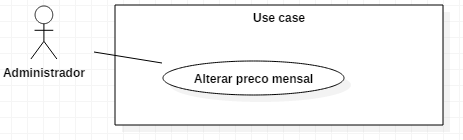 Use case
Administrador
Alterar preco mensal